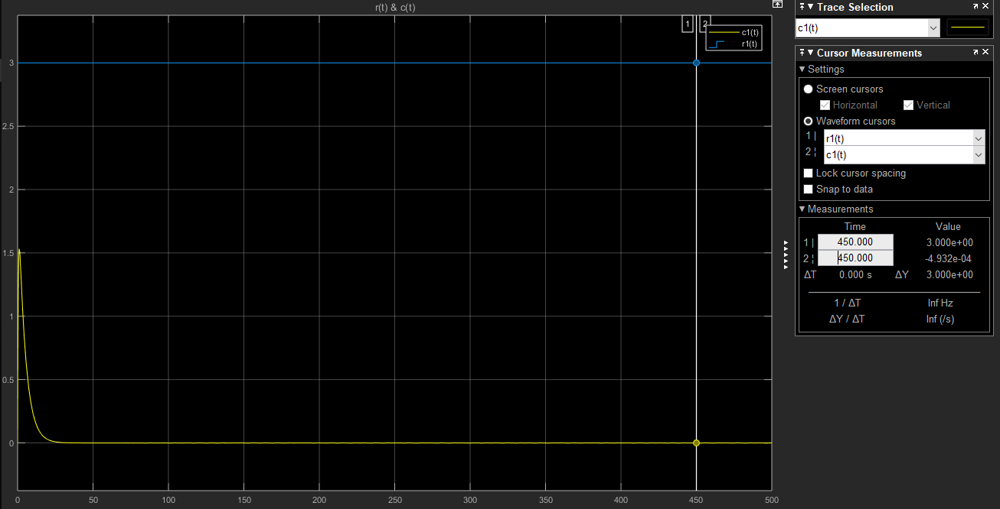 r(t) & c(t)
1 2
c1(t)
r1(t)
3
2.5
2
1.5
1
0.5
0
0 50 100 150 200 250 300 350 400 450 500
Trace Selection
c1(t)
Cursor Measurements
Settings
Screen cursors
Horizontal Vertical
Waveform cursors
1 | r1(t)
2 ¦ c1(t)
Lock cursor spacing
Snap to data
Measurements
Time Value
1 | 450.000 3.000e+00
2 ¦ 450.000 -4.932e-04
ΔT 0.000 s ΔY 3.000e+00
1 / ΔT Inf Hz
ΔY / ΔT Inf (/s)